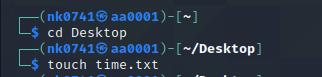 ┌──(nk0741㉿aa0001)-[~]
└─$ cd Desktop
┌──(nk0741㉿aa0001)-[~/Desktop]
└─$ touch time.txt